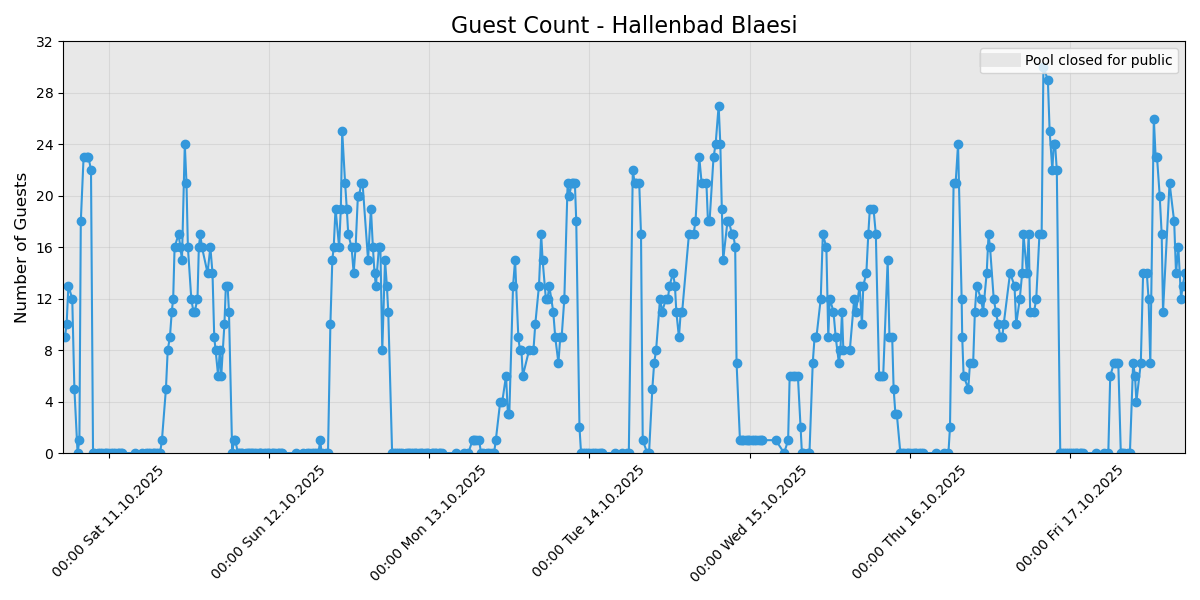 Guest Count - Hallenbad Blaesi
Pool closed for public
Number of Guests
32
28
24
20
16
12
8
4
0
00:00 Sat 11.10.2025
00:00 Sun 12.10.2025
00:00 Mon 13.10.2025
00:00 Tue 14.10.2025
00:00 Wed 15.10.2025
00:00 Thu 16.10.2025
00:00 Fri 17.10.2025